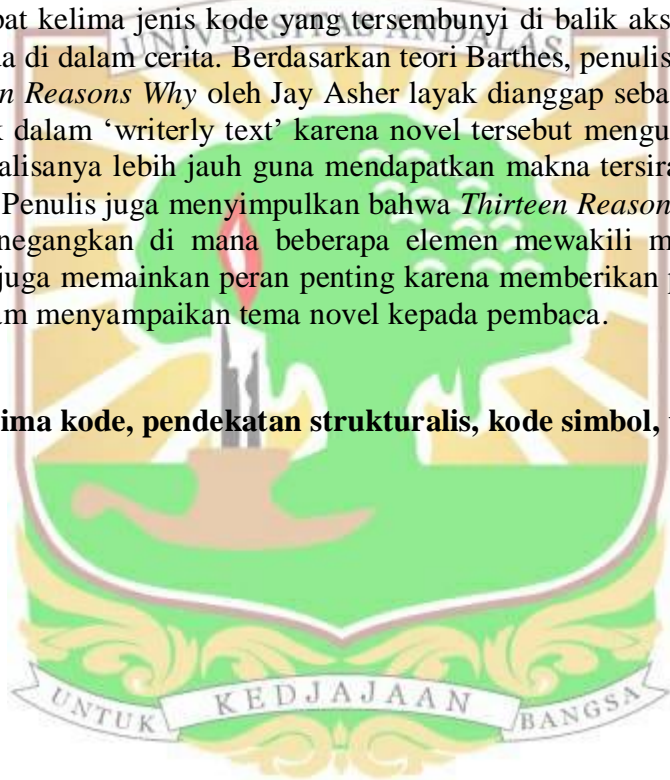 pat kelima jenis kode yang tersembunyi di balik aks
UNIVERSITAS ANDALAS
a di dalam cerita. Berdasarkan teori Barthes, penulis
n Reasons Why oleh Jay Asher layak dianggap seba
k dalam ‘writerly text’ karena novel tersebut mengu
alisanya lebih jauh guna mendapatkan makna tersira
Penulis juga menyimpulkan bahwa Thirteen Reason
negangkan di mana beberapa elemen mewakili m
juga memainkan peran penting karena memberikan p
am menyampaikan tema novel kepada pembaca.
ima kode, pendekatan strukturalis, kode simbol,
UNTUK KEDJAJAAN BANGSA